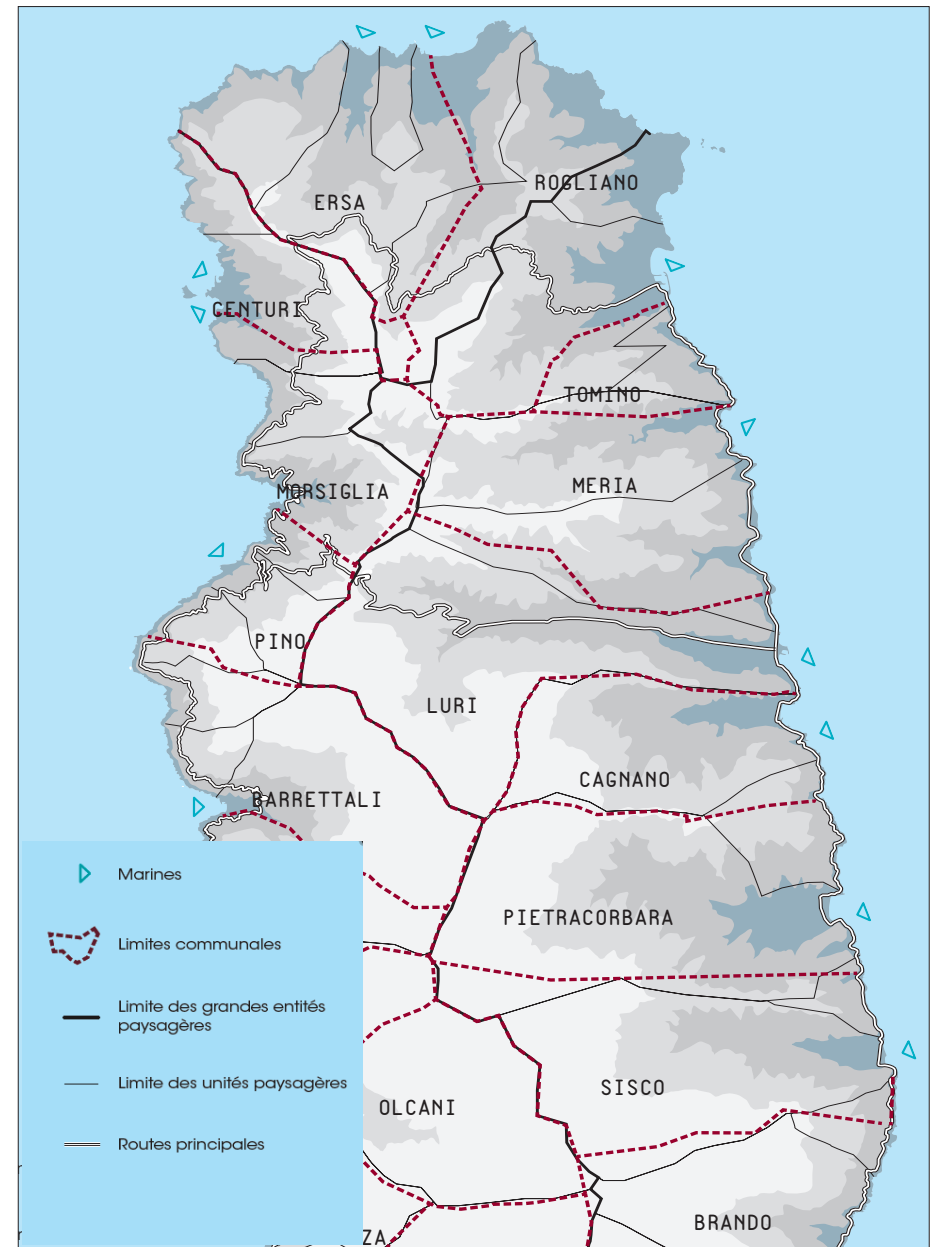 ROGLIANO
ERSA
CENTURI
TOMINO
MERIA
MORSIGLIA
PINO
LURI
CAGNANO
BARRETTALI
PIETRACORBARA
SISCO
OLCANI
BRANDO
ZA
Marines
Limites communales
Limite des grandes entités
paysagères
Limite des unités paysagères
Routes principales